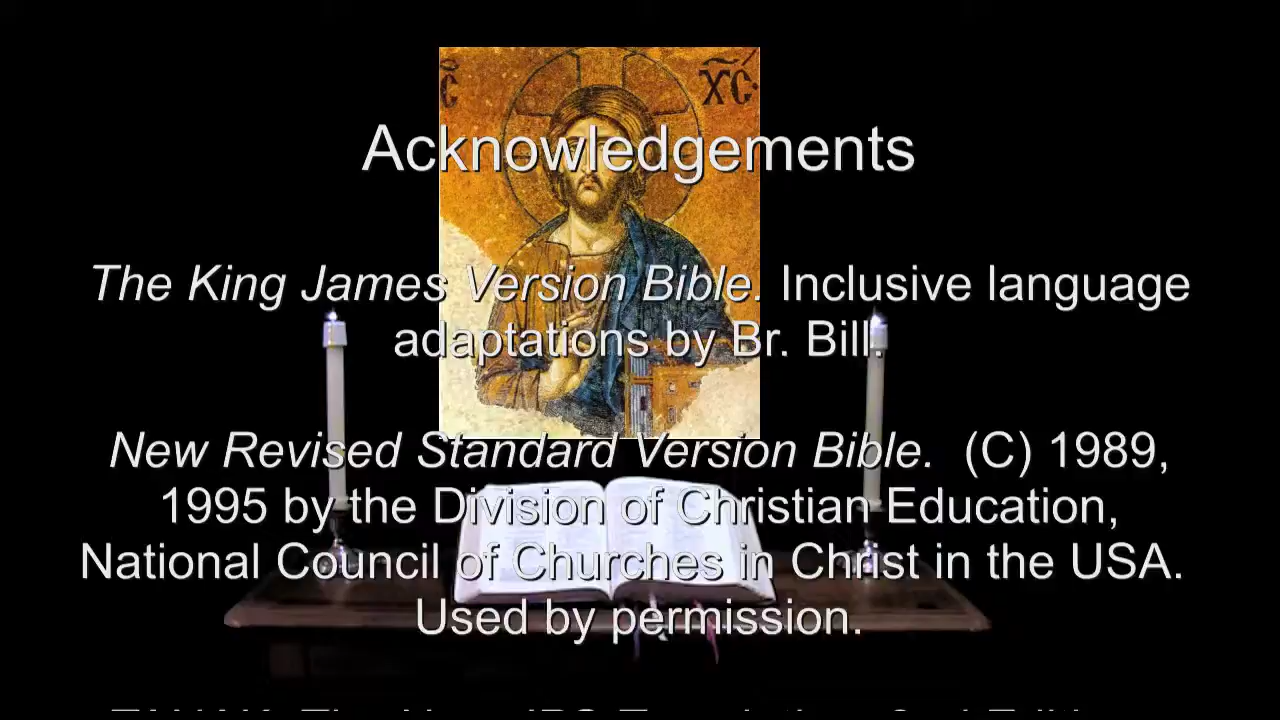 C XC
Acknowledgements
The King James Version Bible. Inclusive language
adaptations by Br. Bill.
New Revised Standard Version Bible.  (C) 1989,
1995 by the Division of Christian Education,
National Council of Churches in Christ in the USA.
Used by permission.